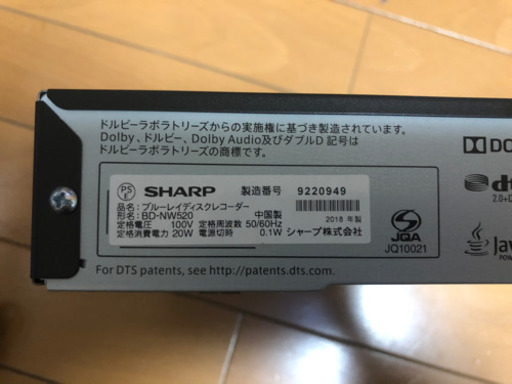 ドルビーラボラトリーズからの実施権に基づき製造されています。
Dolby、ドルビー、Dolby Audio及びダブルD 記号は
ドルビーラボラトリーズの商標です。
PS SHARP 製造番号 9220949
品名:ブルーレイディスクレコーダー
形名:BD-NW520 中国製 2018 年製
定格電圧 100V 定格周波数 50/60Hz
定格消費電力 20W 電源切時 0.1W シャープ株式会社
JQA
JQ10021
For DTS patents, see http://patents.dts.com.
DO
dt
2.0+D
Java
POW